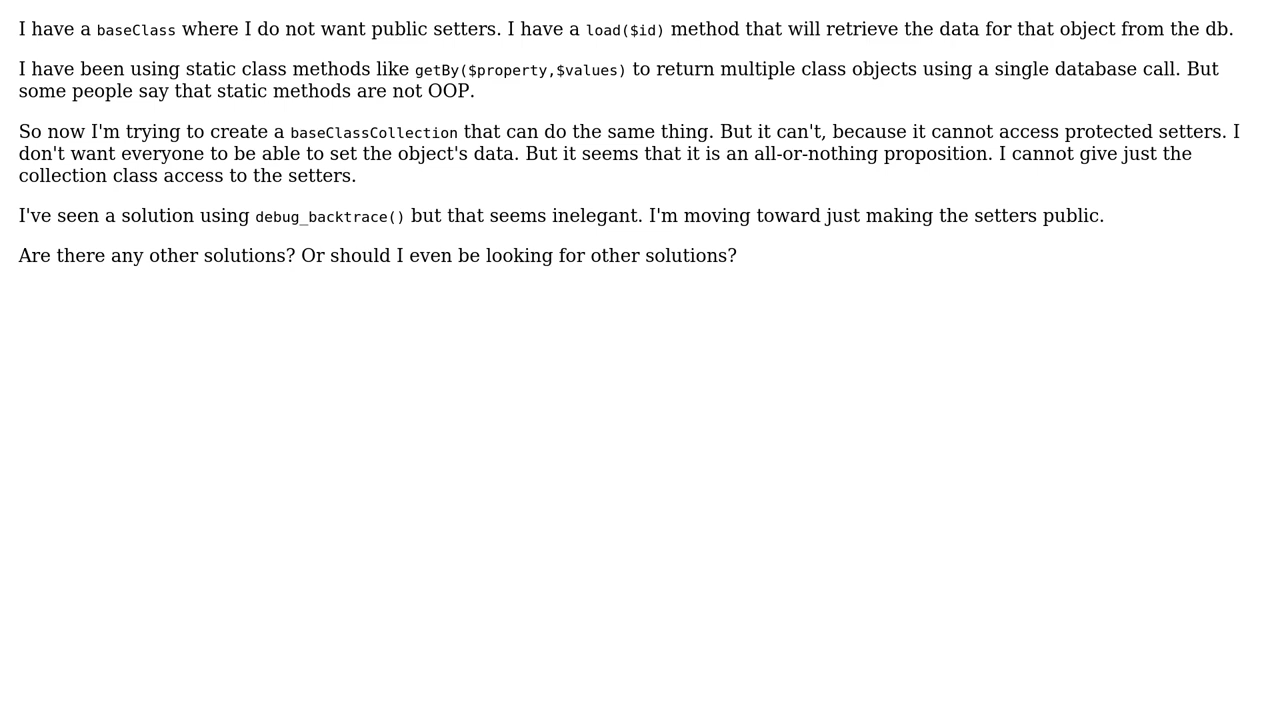 I have a baseClass where I do not want public setters. I have a load($id) method that will retrieve the data for that object from the db.
I have been using static class methods like getBy($property,$values) to return multiple class objects using a single database call. But
some people say that static methods are not OOP.
So now I'm trying to create a baseClassCollection that can do the same thing. But it can't, because it cannot access protected setters. I
don't want everyone to be able to set the object's data. But it seems that it is an all-or-nothing proposition. I cannot give just the
collection class access to the setters.
I've seen a solution using debug_backtrace() but that seems inelegant. I'm moving toward just making the setters public.
Are there any other solutions? Or should I even be looking for other solutions?